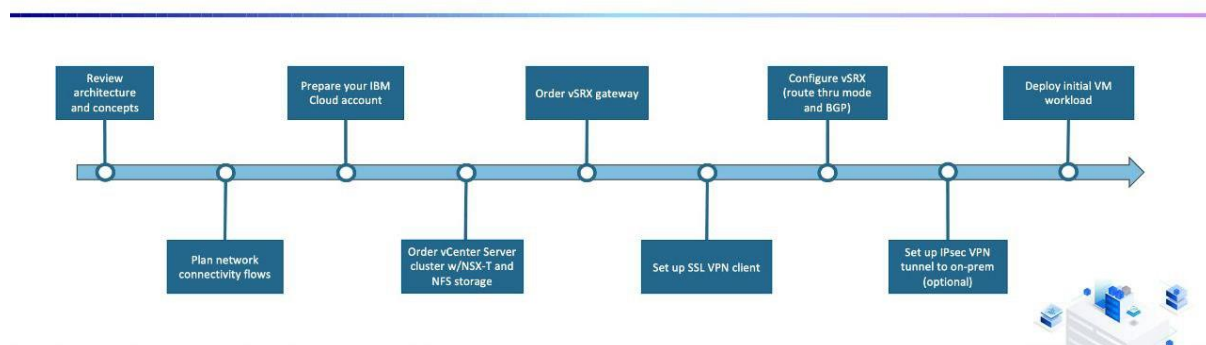 Review
architecture
and concepts
Plan network
connectivity flows
Prepare your IBM
Cloud account
Order vCenter Server
cluster w/NSX-T and
NFS storage
Order vSRX gateway
Set up SSL VPN client
Configure vSRX
(route thru mode
and BGP)
Set up IPsec VPN
tunnel to on-prem
(optional)
Deploy initial VM
workload